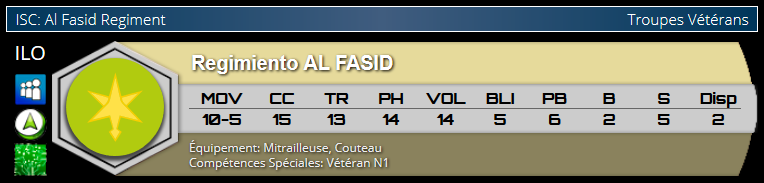 ISC: Al Fasid Regiment Troupes Vétérans
ILO
Regimiento AL FASID
MOV CC TR PH VOL BLI PB B S Disp
10-5 15 13 14 14 5 6 2 5 2
Équipement: Mitrailleuse, Couteau
Compétences Spéciales: Vétéran N1